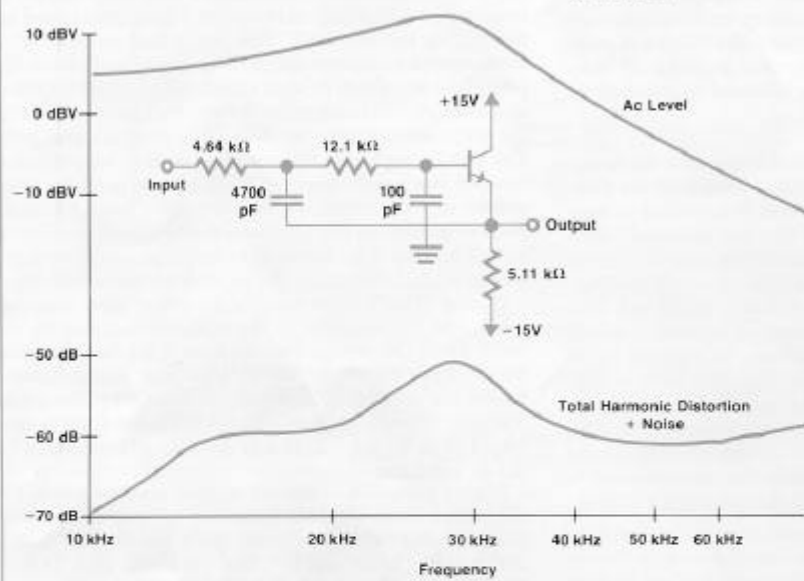 10 dBV
0 dBV
Ac Level
+15V
4.64 kΩ
12.1 kΩ
−10 dBV
Input
4700
pF
100
pF
Output
5.11 kΩ
−15V
−50 dB
Total Harmonic Distortion
+ Noise
−60 dB
−70 dB
10 kHz
20 kHz
30 kHz
40 kHz
50 kHz
60 kHz
Frequency